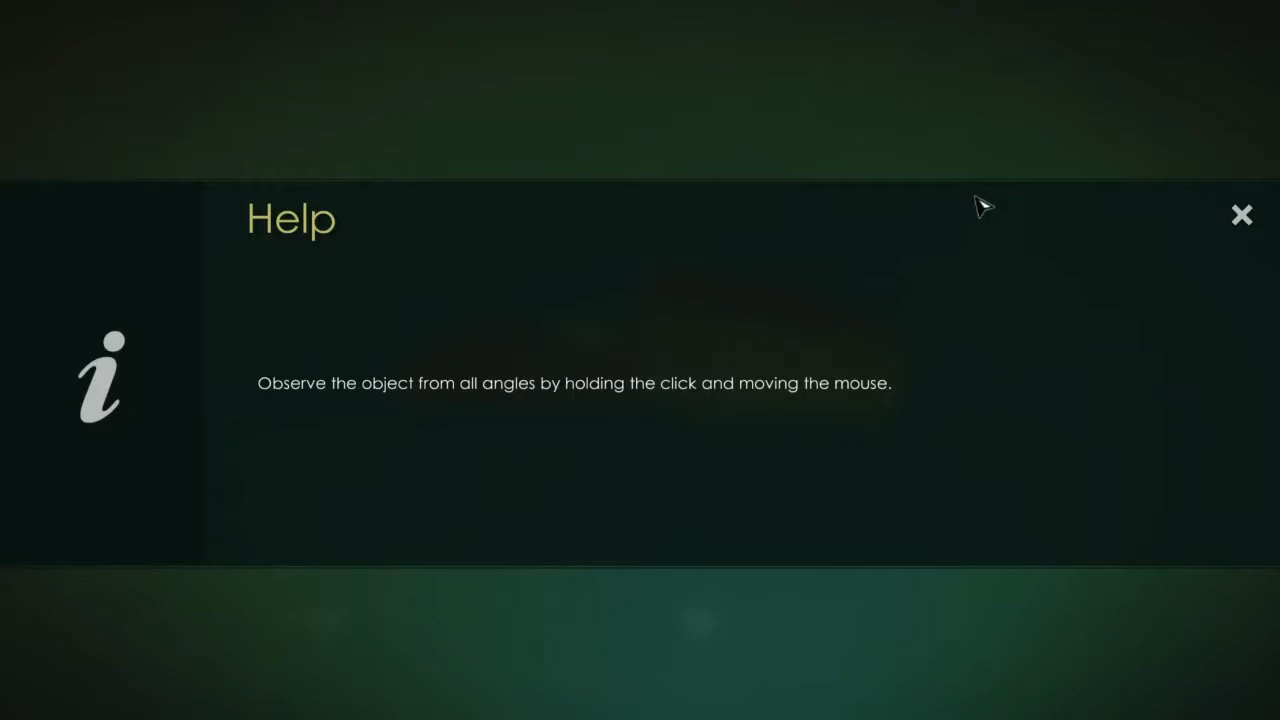 Help
Observe the object from all angles by holding the click and moving the mouse.